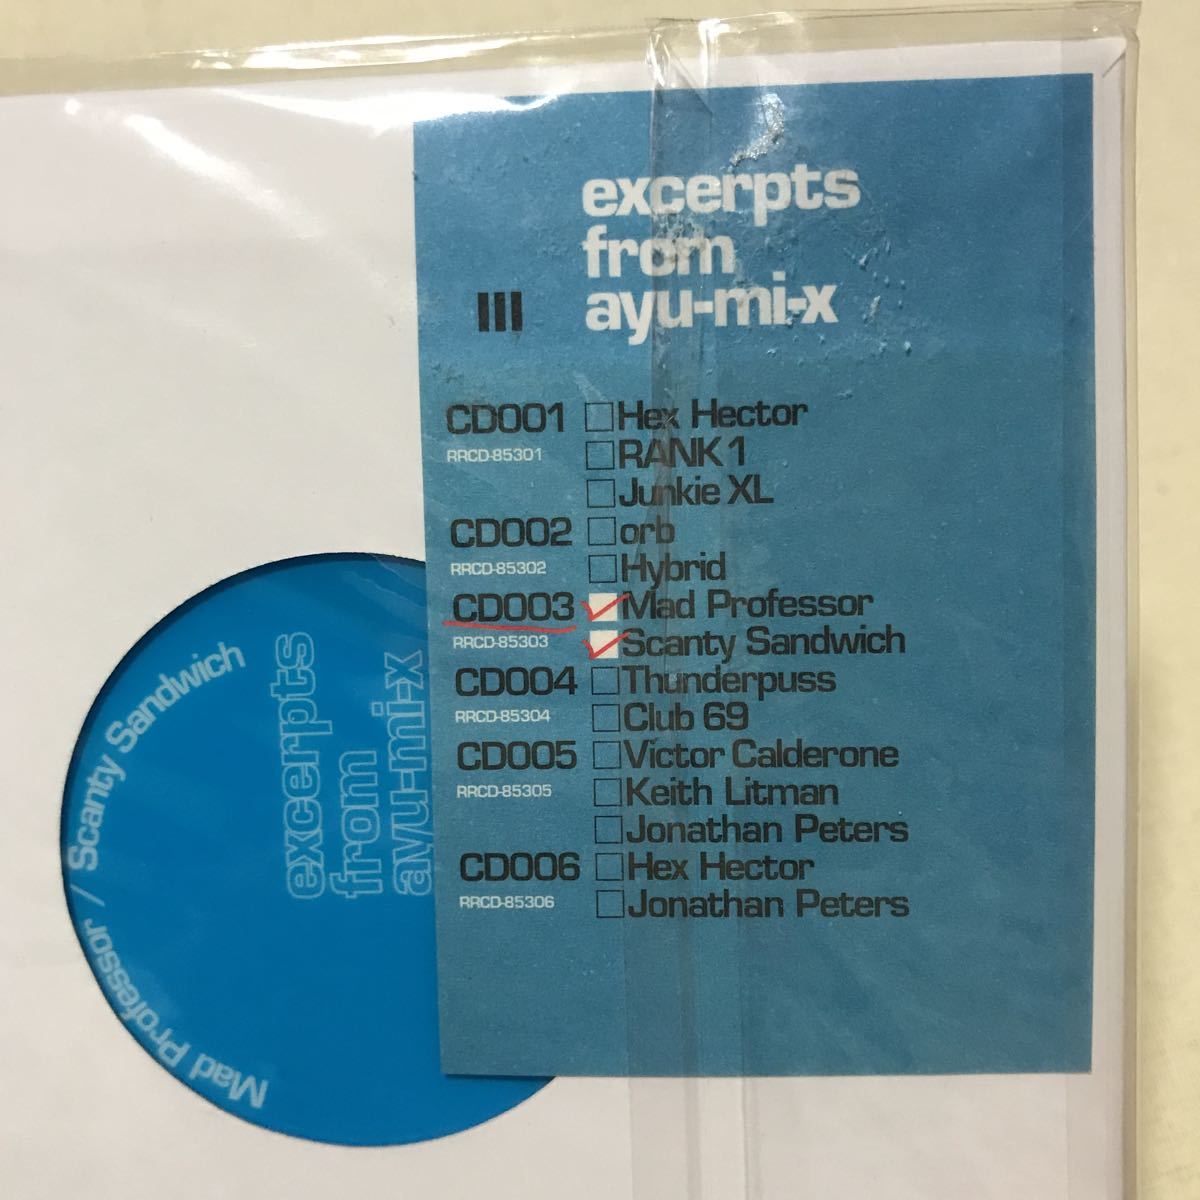 excerpts
from
III ayu-mi-x
CD001 Hex Hector
RRCD-85301 RANK 1
Junkie XL
CD002 orb
RRCD-85302 Hybrid
CD003 Mad Professor
RRCD-85303 Scanty Sandwich
CD004 Thunderpuss
RRCD-85304 Club 69
CD005 Victor Calderone
RRCD-85305 Keith Litman
Jonathan Peters
CD006 Hex Hector
RRCD-85306 Jonathan Peters
Mad Professor / Scanty Sandwich
excerpts
from
ayu-mi-x